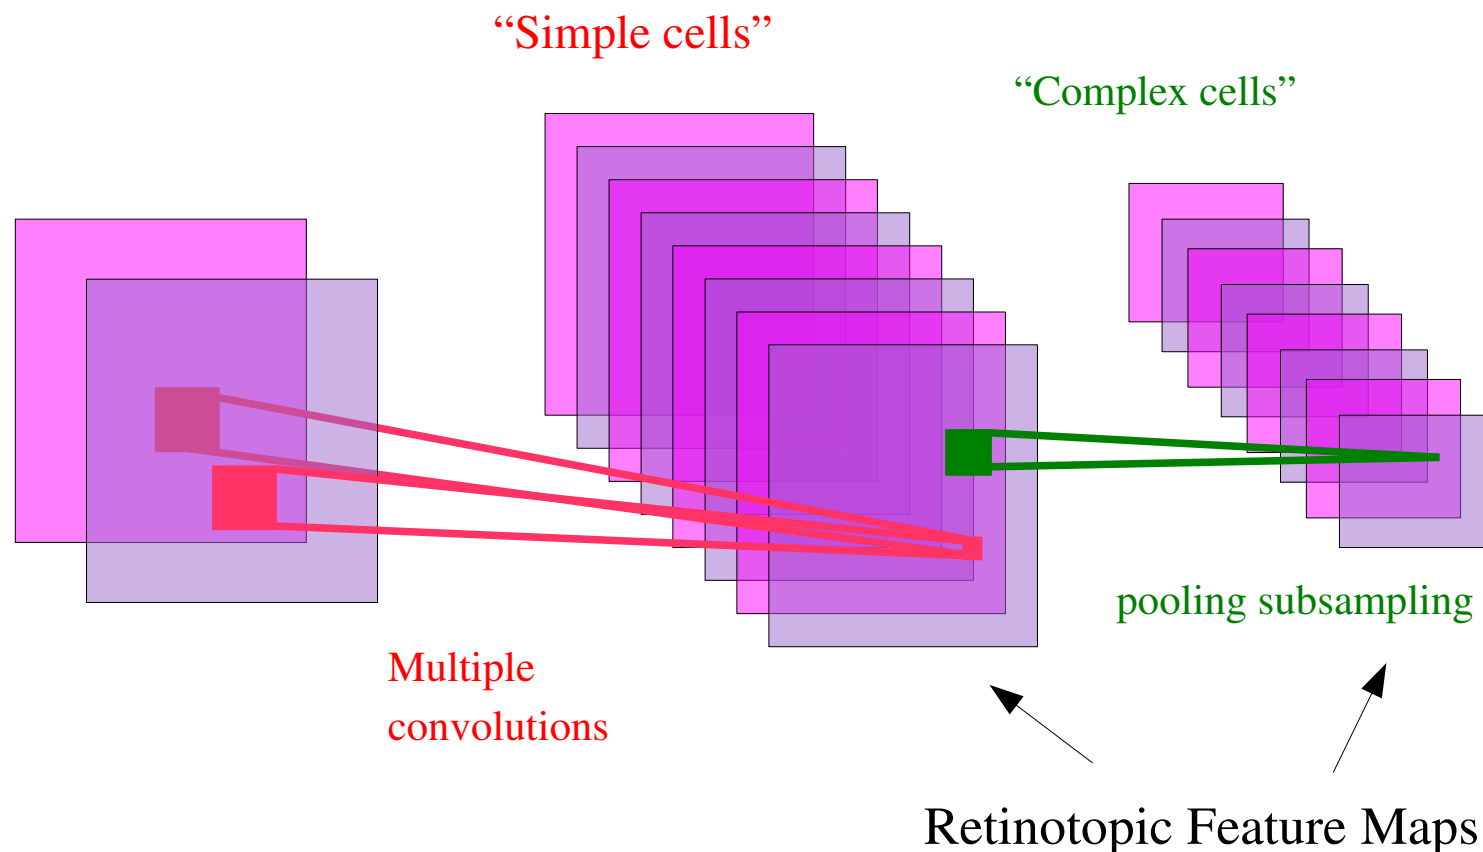 “Simple cells”
“Complex cells”
pooling subsampling
Multiple
convolutions
Retinotopic Feature Maps